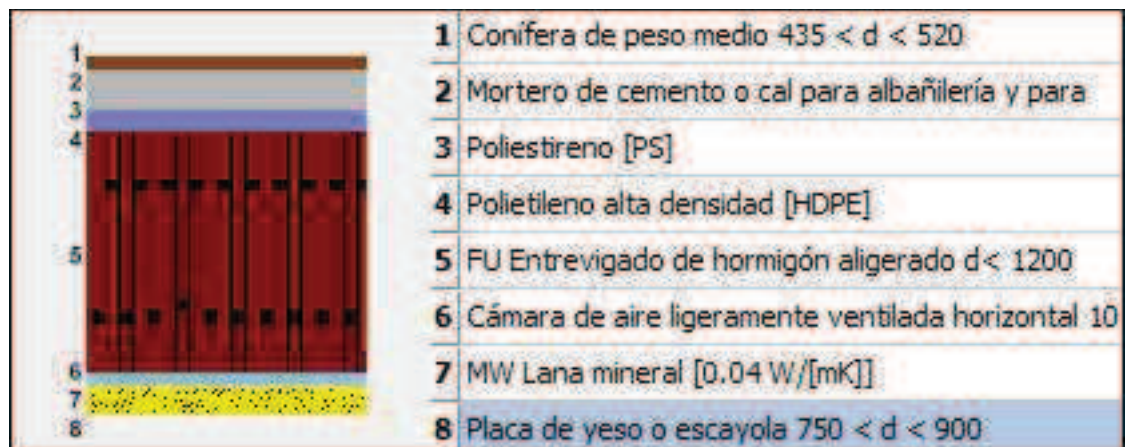 1
2
3
4
5
6
7
8
1 Conífera de peso medio 435 < d < 520
2 Mortero de cemento o cal para albañilería y para
3 Poliestireno [PS]
4 Polietileno alta densidad [HDPE]
5 FU Entrevigado de hormigón aligerado d< 1200
6 Cámara de aire ligeramente ventilada horizontal 10
7 MW Lana mineral [0.04 W/[mK]]
8 Placa de yeso o escayola 750 < d < 900